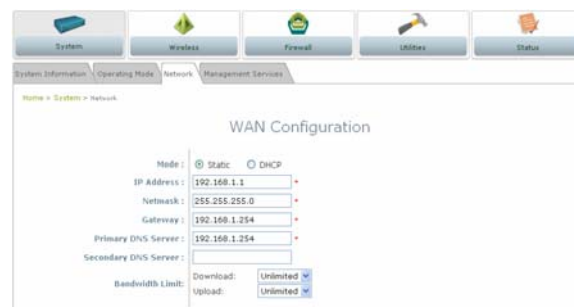 System Wireless Firewall Utilities Status
System Information Operating Mode Network Management Services
Home > System > Network
WAN Configuration
Mode : Static DHCP
IP Address : 192.168.1.1 *
Netmask : 255.255.255.0 *
Gateway : 192.168.1.254 *
Primary DNS Server : 192.168.1.254 *
Secondary DNS Server :
Bandwidth Limit: Download: Unlimited
Upload: Unlimited